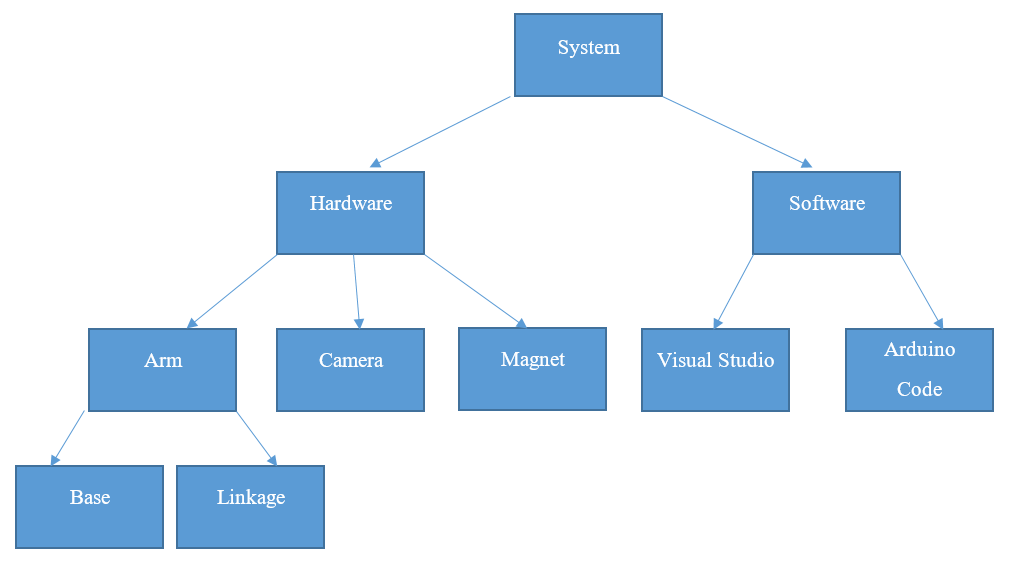 System
Hardware
Software
Arm
Camera
Magnet
Visual Studio
Arduino
Code
Base
Linkage